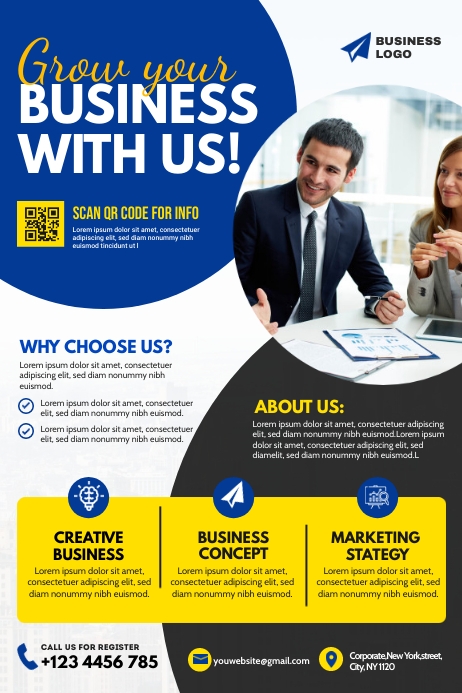 Grow your
BUSINESS
WITH US!
BUSINESS
LOGO
SCAN QR CODE FOR INFO
Lorem ipsum dolor sit amet, consectetuer
adipiscing elit, sed diam nonummy nibh
euismod tincidunt ut l
WHY CHOOSE US?
Lorem ipsum dolor sit amet, consectetuer
adipiscing elit, sed diam nonummy nibh
euismod.
Lorem ipsum dolor sit amet, consectetuer
elit, sed diam nonummy nibh euismod.
Lorem ipsum dolor sit amet, consectetuer
elit, sed diam nonummy nibh euismod.
ABOUT US:
Lorem ipsum dolor sit amet, consectetuer adipiscing
elit, sed diam nonummy nibh euismod.Lorem ipsum
dolor sit amet, consectetuer adipiscing elit, sed
diamelit, sed diam nonummy nibh euismod.L
CREATIVE
BUSINESS
Lorem ipsum dolor sit amet,
consectetuer adipiscing elit, sed
diam nonummy nibh euismod.
BUSINESS
CONCEPT
Lorem ipsum dolor sit amet,
consectetuer adipiscing elit, sed
diam nonummy nibh euismod.
MARKETING
STATEGY
Lorem ipsum dolor sit amet,
consectetuer adipiscing elit, sed
diam nonummy nibh euismod.
CALL US FOR REGISTER
+123 4456 785
youwebsite@gmail.com
Corporate,New York,street,
City, NY 1120